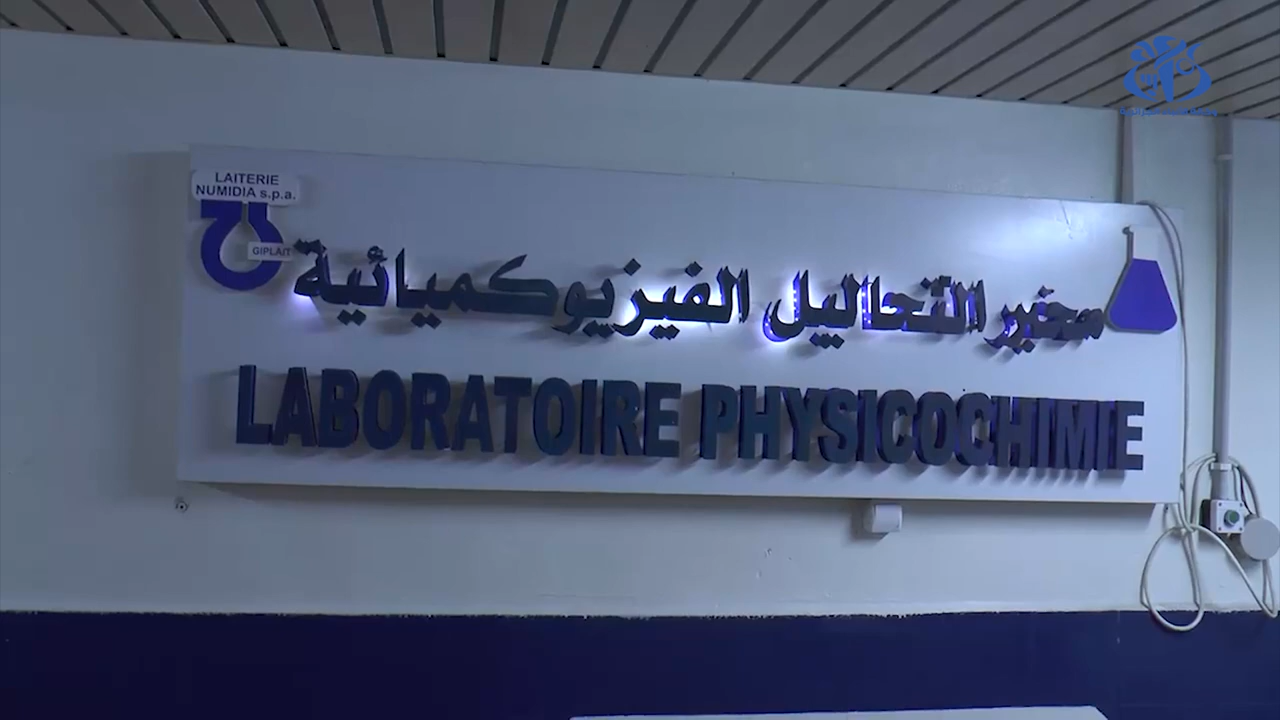 LAITERIE
NUMIDIA s.p.a.
GIPLAIT
مخبر التحاليل الفيزيوكميائية
LABORATOIRE PHYSICOCHIMIE